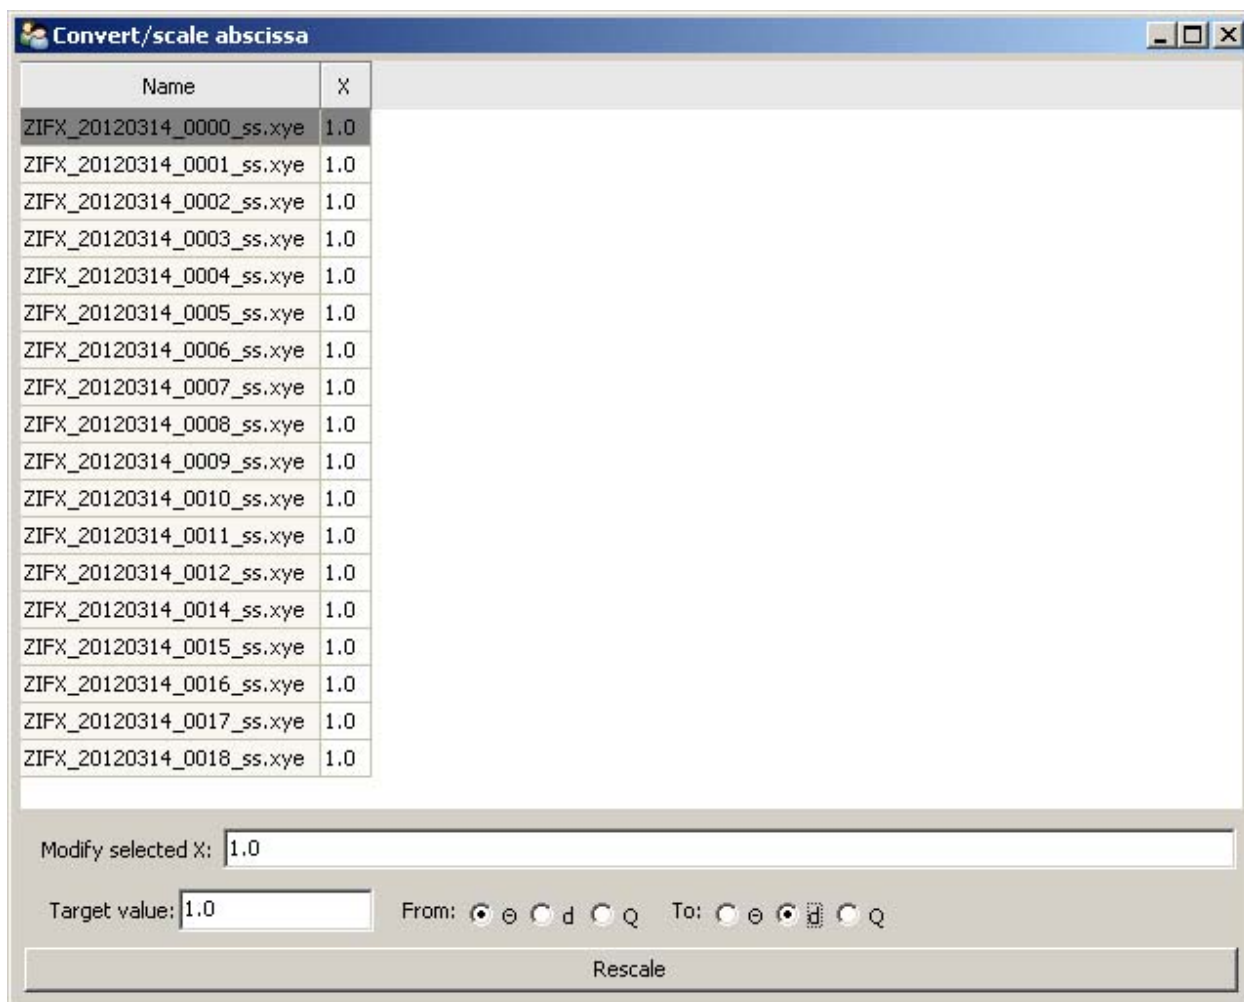 Convert/scale abscissa
Name X
ZIFX_20120314_0000_ss.xye 1.0
ZIFX_20120314_0001_ss.xye 1.0
ZIFX_20120314_0002_ss.xye 1.0
ZIFX_20120314_0003_ss.xye 1.0
ZIFX_20120314_0004_ss.xye 1.0
ZIFX_20120314_0005_ss.xye 1.0
ZIFX_20120314_0006_ss.xye 1.0
ZIFX_20120314_0007_ss.xye 1.0
ZIFX_20120314_0008_ss.xye 1.0
ZIFX_20120314_0009_ss.xye 1.0
ZIFX_20120314_0010_ss.xye 1.0
ZIFX_20120314_0011_ss.xye 1.0
ZIFX_20120314_0012_ss.xye 1.0
ZIFX_20120314_0014_ss.xye 1.0
ZIFX_20120314_0015_ss.xye 1.0
ZIFX_20120314_0016_ss.xye 1.0
ZIFX_20120314_0017_ss.xye 1.0
ZIFX_20120314_0018_ss.xye 1.0
Modify selected X: 1.0
Target value: 1.0 From: Θ d Q To: Θ d Q
Rescale